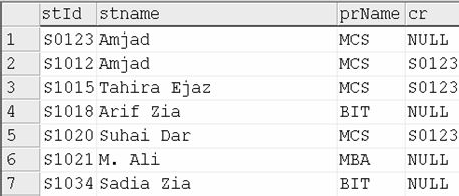 stId stname prName cr
1 S0123 Amjad MCS NULL
2 S1012 Amjad MCS S0123
3 S1015 Tahira Ejaz MCS S0123
4 S1018 Arif Zia BIT NULL
5 S1020 Suhai Dar MCS S0123
6 S1021 M. Ali MBA NULL
7 S1034 Sadia Zia BIT NULL